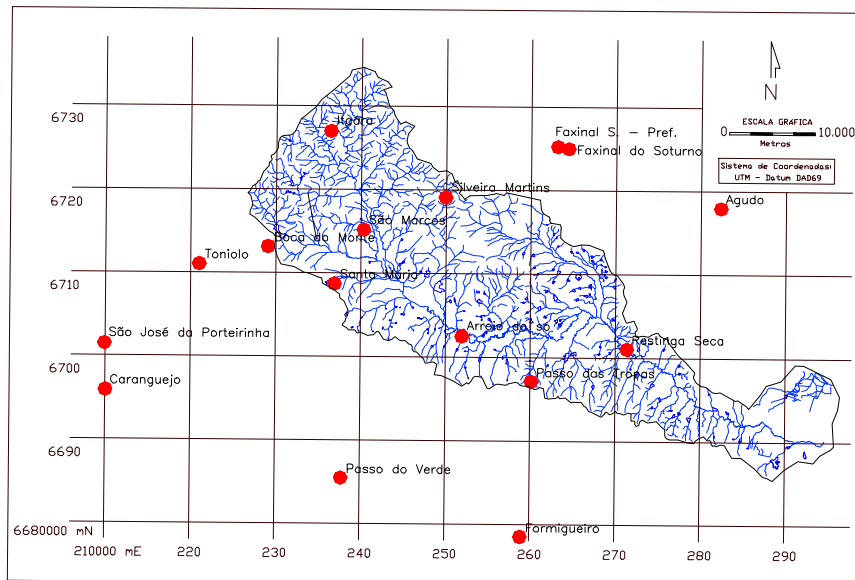 6730
Itaára
Faxinal S. - Pref.
Faxinal do Soturno
N
ESCALA GRÁFICA
0
10.000
Metros
Sistema de Coordenadas:
UTM - Datum DAD69
6720
Silveira Martins
Agudo
São Marcos
Boca do Monte
Toniolo
6710
Santa Maria
São José da Porteirinha
Arroio do só
Restinga Seca
6700
Caranguejo
Passo das Tropas
6690
Passo do Verde
6680000 mN
Formigueiro
210000 mE
220
230
240
250
260
270
280
290